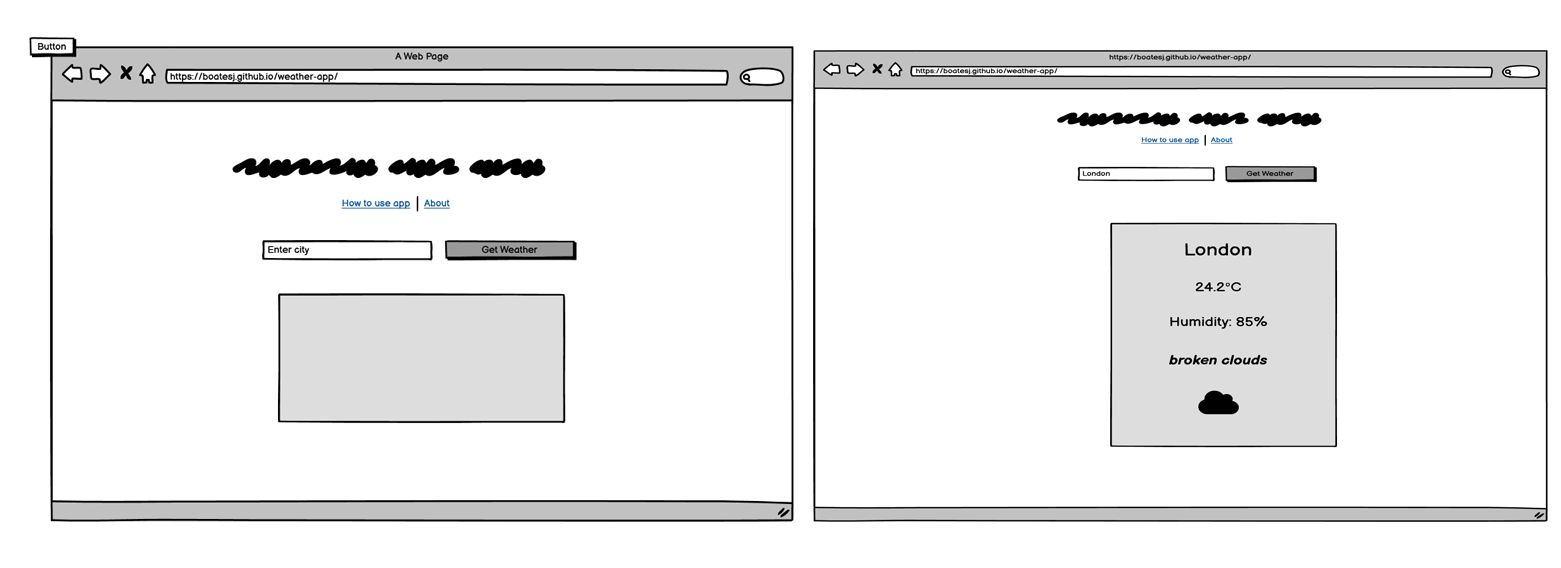 Button
A Web Page
https://boatesj.github.io/weather-app/
How to use app | About
Enter city
Get Weather
https://boatesj.github.io/weather-app/
https://boatesj.github.io/weather-app/
How to use app | About
London
Get Weather
London
24.2°C
Humidity: 85%
broken clouds